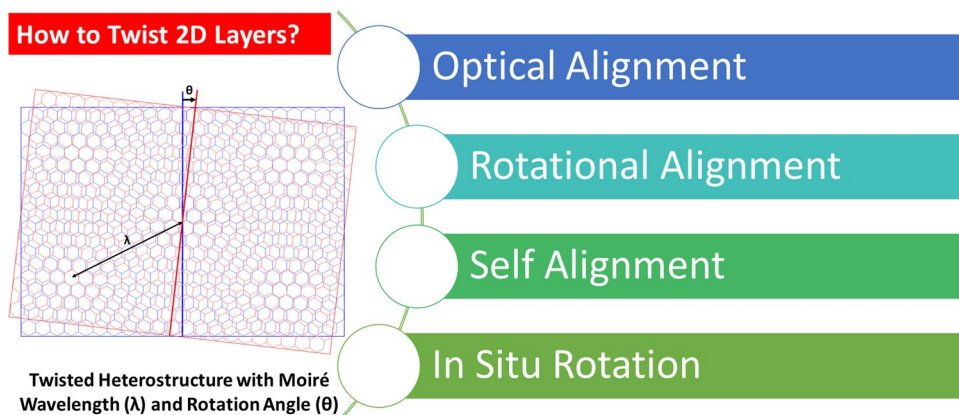 How to Twist 2D Layers?
θ
λ
Twisted Heterostructure with Moiré
Wavelength (λ) and Rotation Angle (θ)
Optical Alignment
Rotational Alignment
Self Alignment
In Situ Rotation